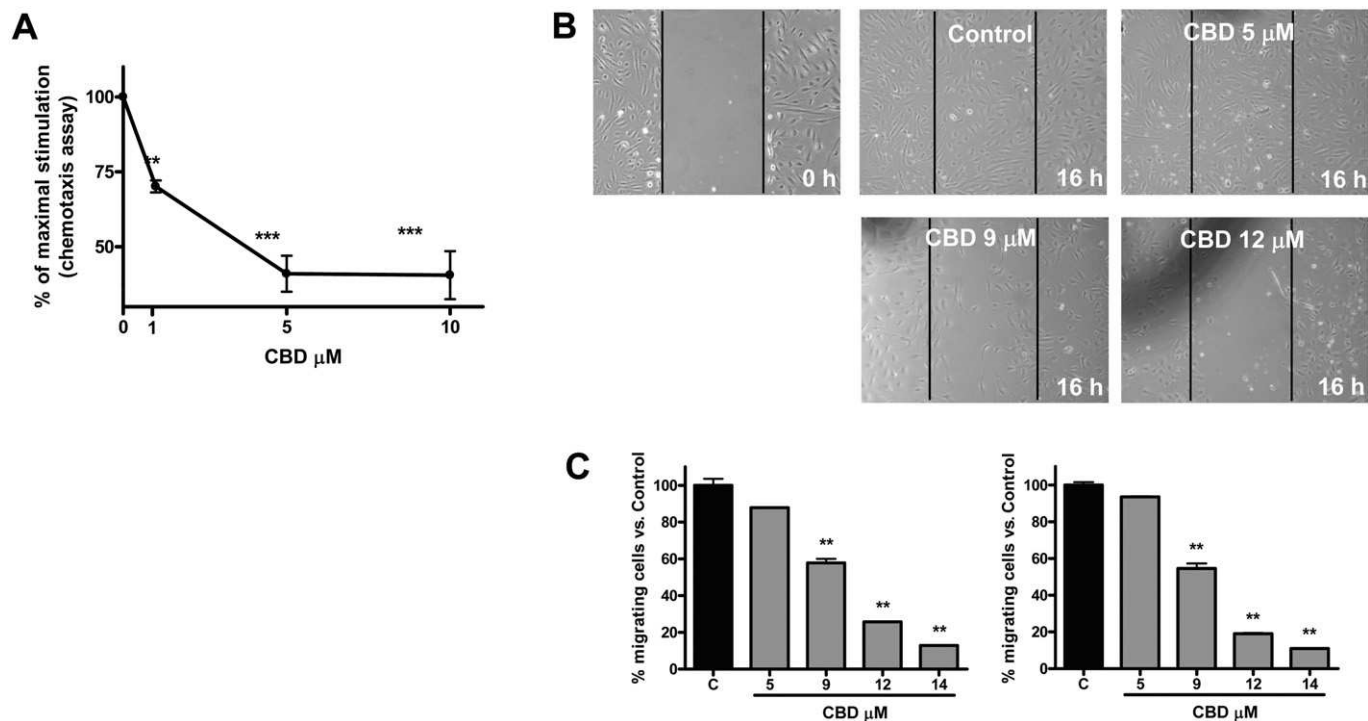 A
% of maximal stimulation
(chemotaxis assay)
100
75
50
**
***
***
0 1 5 10
CBD μM
B
0 h
Control
16 h
CBD 5 μM
16 h
CBD 9 μM
16 h
CBD 12 μM
16 h
C
% migrating cells vs. Control
100
80
60
40
20
0
**
**
**
C 5 9 12 14
CBD μM
% migrating cells vs. Control
100
80
60
40
20
0
**
**
**
C 5 9 12 14
CBD μM